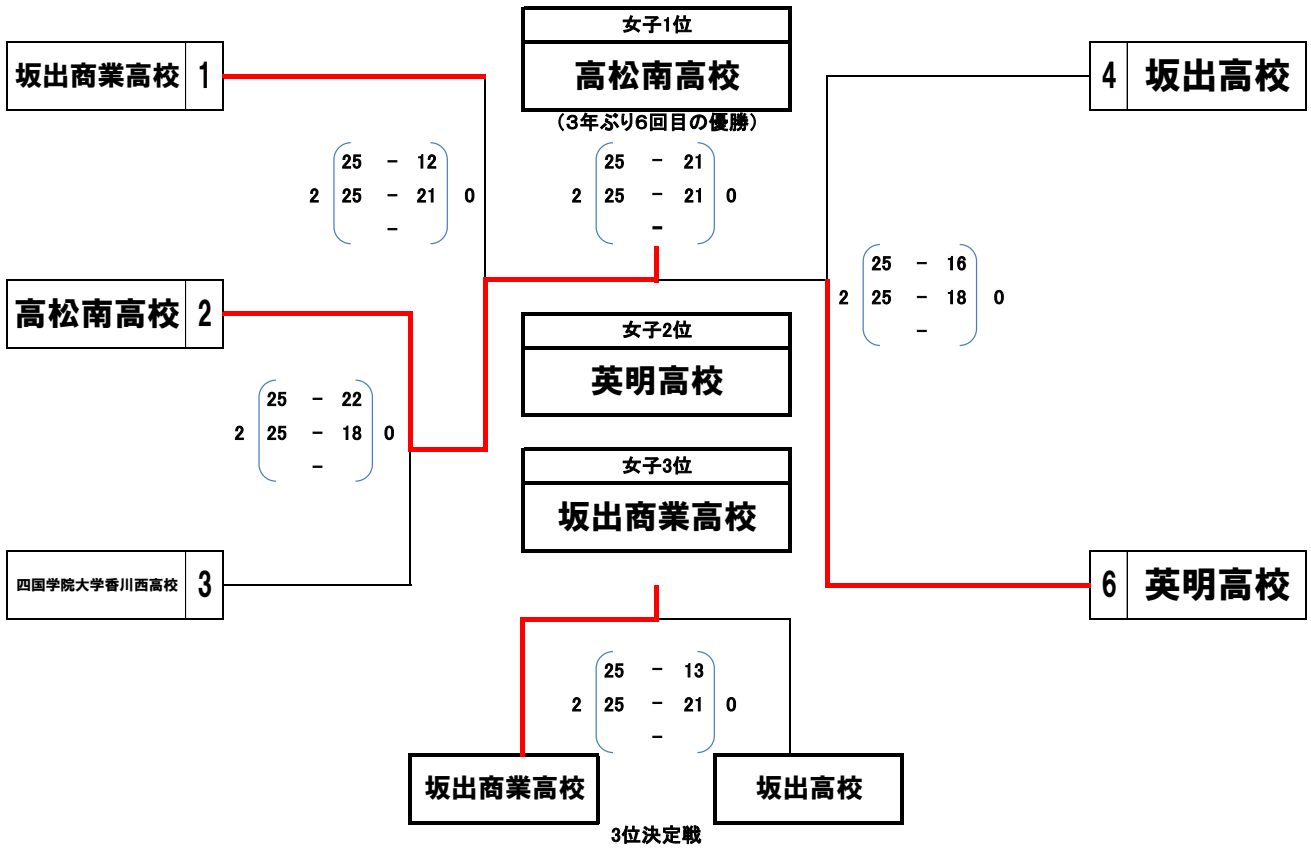 女子1位
坂出商業高校 1
高松南高校
4 坂出高校
(3年ぶり6回目の優勝)
25 - 12
2 25 - 21 0
-
25 - 21
2 25 - 21 0
-
25 - 16
2 25 - 18 0
-
高松南高校 2
女子2位
英明高校
25 - 22
2 25 - 18 0
-
女子3位
坂出商業高校
四国学院大学香川西高校 3
6 英明高校
25 - 13
2 25 - 21 0
-
坂出商業高校
坂出高校
3位決定戦